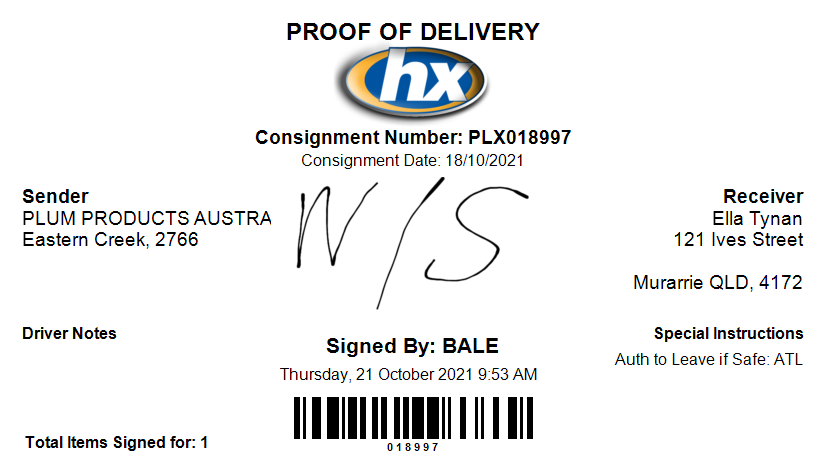 PROOF OF DELIVERY
hx
Consignment Number: PLX018997
Consignment Date: 18/10/2021
Sender
PLUM PRODUCTS AUSTRA
Eastern Creek, 2766
N/S
Receiver
Ella Tynan
121 Ives Street
Murarrie QLD, 4172
Driver Notes
Signed By: BALE
Thursday, 21 October 2021 9:53 AM
Special Instructions
Auth to Leave if Safe: ATL
Total Items Signed for: 1
018997